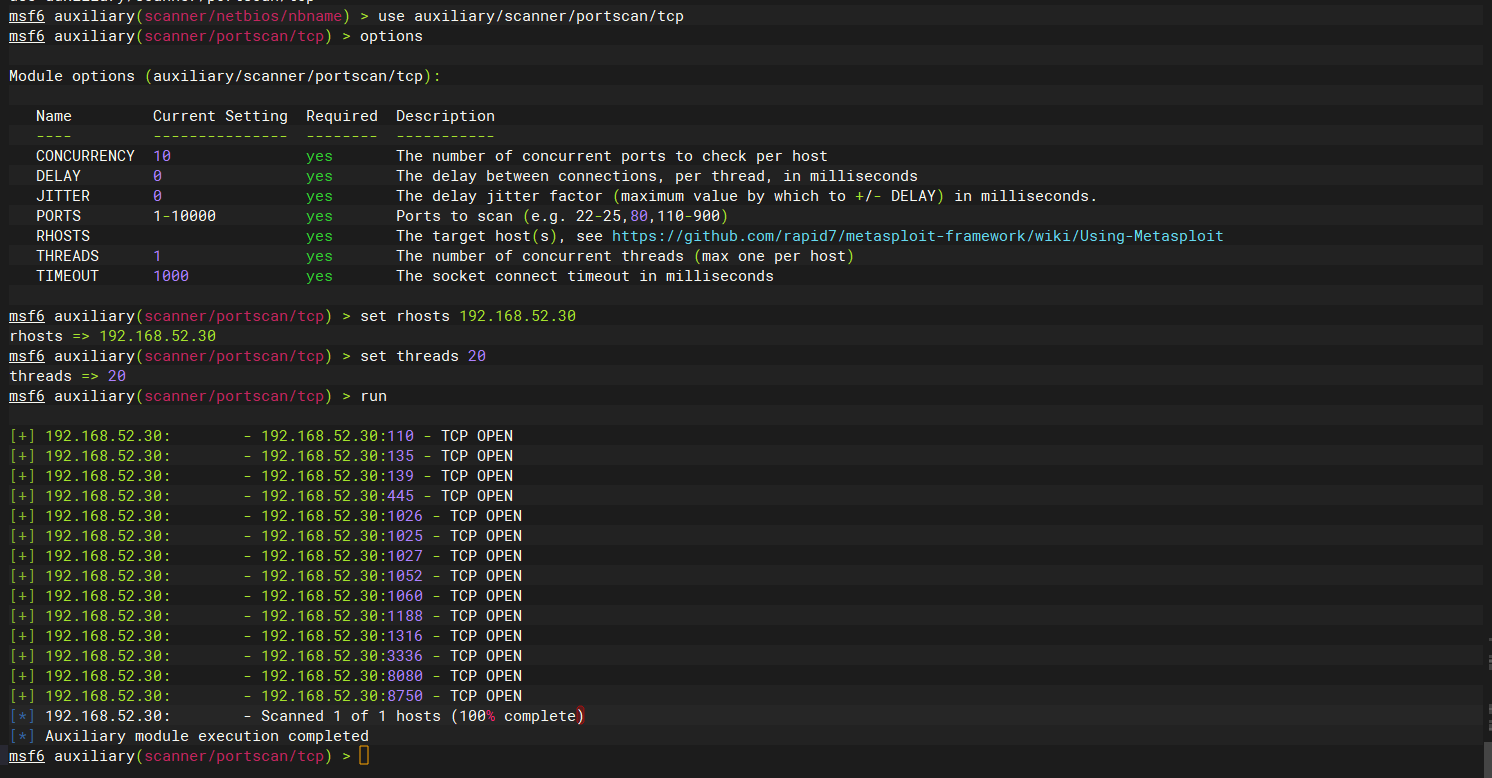 msf6 auxiliary(scanner/netbios/nbname) > use auxiliary/scanner/portscan/tcp
msf6 auxiliary(scanner/portscan/tcp) > options
Module options (auxiliary/scanner/portscan/tcp):
Name Current Setting Required Description
---- --------------- -------- -----------
CONCURRENCY 10 yes The number of concurrent ports to check per host
DELAY 0 yes The delay between connections, per thread, in milliseconds
JITTER 0 yes The delay jitter factor (maximum value by which to +/- DELAY) in milliseconds.
PORTS 1-10000 yes Ports to scan (e.g. 22-25,80,110-900)
RHOSTS yes The target host(s), see https://github.com/rapid7/metasploit-framework/wiki/Using-Metasploit
THREADS 1 yes The number of concurrent threads (max one per host)
TIMEOUT 1000 yes The socket connect timeout in milliseconds
msf6 auxiliary(scanner/portscan/tcp) > set rhosts 192.168.52.30
rhosts => 192.168.52.30
msf6 auxiliary(scanner/portscan/tcp) > set threads 20
threads => 20
msf6 auxiliary(scanner/portscan/tcp) > run
[+] 192.168.52.30: - 192.168.52.30:110 - TCP OPEN
[+] 192.168.52.30: - 192.168.52.30:135 - TCP OPEN
[+] 192.168.52.30: - 192.168.52.30:139 - TCP OPEN
[+] 192.168.52.30: - 192.168.52.30:445 - TCP OPEN
[+] 192.168.52.30: - 192.168.52.30:1026 - TCP OPEN
[+] 192.168.52.30: - 192.168.52.30:1025 - TCP OPEN
[+] 192.168.52.30: - 192.168.52.30:1027 - TCP OPEN
[+] 192.168.52.30: - 192.168.52.30:1052 - TCP OPEN
[+] 192.168.52.30: - 192.168.52.30:1060 - TCP OPEN
[+] 192.168.52.30: - 192.168.52.30:1188 - TCP OPEN
[+] 192.168.52.30: - 192.168.52.30:1316 - TCP OPEN
[+] 192.168.52.30: - 192.168.52.30:3336 - TCP OPEN
[+] 192.168.52.30: - 192.168.52.30:8080 - TCP OPEN
[+] 192.168.52.30: - 192.168.52.30:8750 - TCP OPEN
[*] 192.168.52.30: - Scanned 1 of 1 hosts (100% complete)
[*] Auxiliary module execution completed
msf6 auxiliary(scanner/portscan/tcp) >